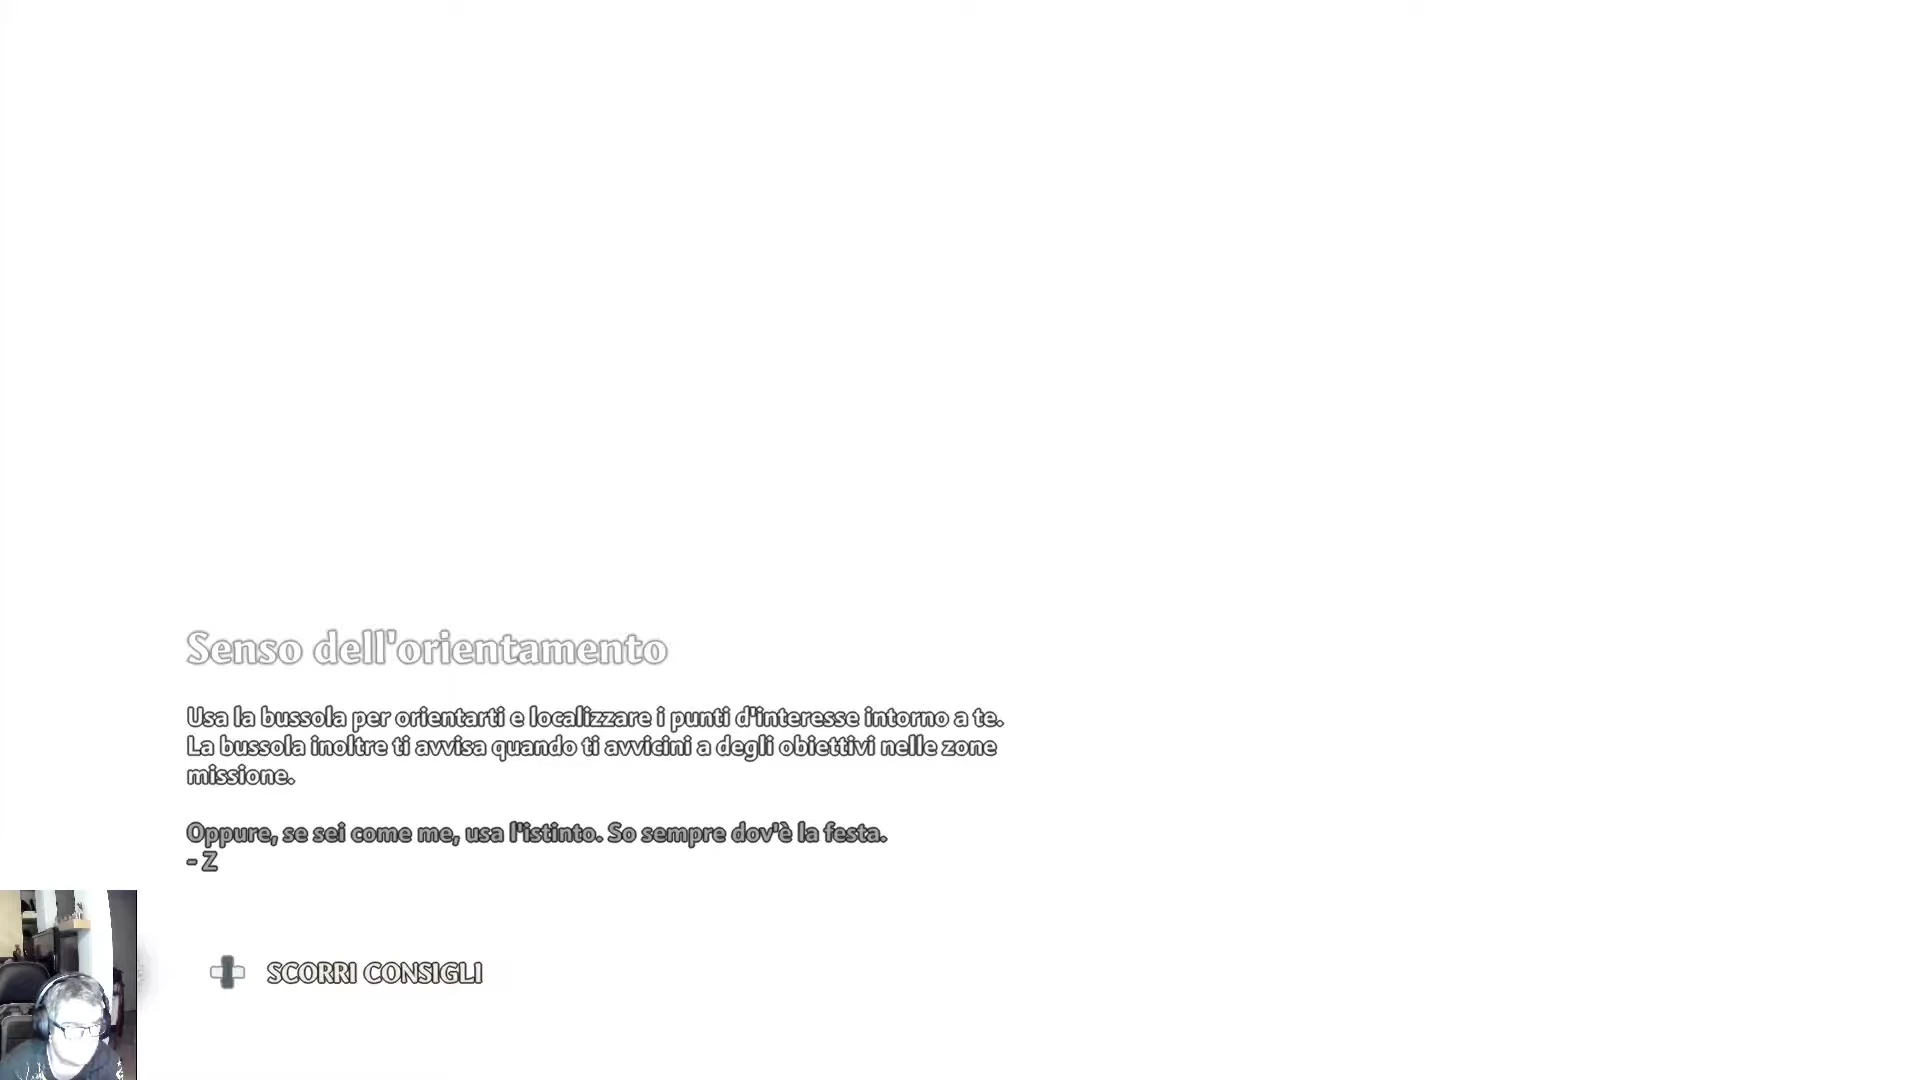 Senso dell'orientamento
Usa la bussola per orientarti e localizzare i punti d'interesse intorno a te.
La bussola inoltre ti avvisa quando ti avvicini a degli obiettivi nelle zone
missione.
Oppure, se sei come me, usa l'istinto. So sempre dov'è la festa.
- Z
SCORRI CONSIGLI